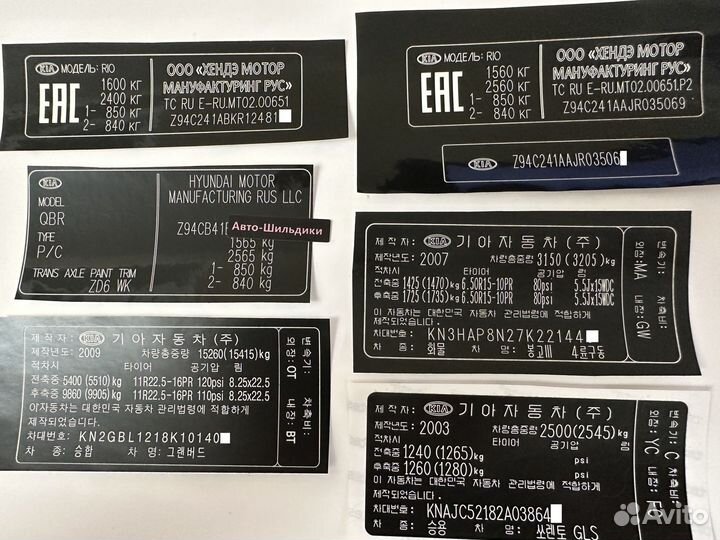 KIA МОДЕЛЬ: RIO
ЕАС
1600 КГ
2400 КГ
1- 850 КГ
2- 840 КГ
ООО «ХЕНДЭ МОТОР
МАНУФАКТУРИНГ РУС»
ТС RU E-RU.MT02.00651
Z94C241ABKR12481
KIA МОДЕЛЬ: RIO
ЕАС
1560 КГ
2560 КГ
1- 850 КГ
2- 840 КГ
ООО «ХЕНДЭ МОТОР
МАНУФАКТУРИНГ РУС»
ТС RU E-RU.MT02.00651.P2
Z94C241AAJR035069
KIA Z94C241AAJR03506
KIA
MODEL
QBR
TYPE
P/C
TRANS AXLE PAINT TRIM
ZD6 WK
HYUNDAI MOTOR
MANUFACTURING RUS LLC
Z94CB41
Авто-Шильдики
1565 kg
2565 kg
1- 850 kg
2- 840 kg
제 작 자: KIA 기아자동차 (주)
제작년도: 2007 차량총중량 3150 (3205)kg
적차시 타이어 공기압 림
전축중 1425 (1470)kg 6.50R15-10PR 80psi 5.5Jx15WDC
후축중 1725 (1735)kg 6.50R15-10PR 80psi 5.5Jx15WDC
이 자동차는 대한민국 자동차 관리법령에 적합하게
제작되었습니다.
차대번호: KN3HAP8N27K22144
차 종: 화물 차 명: 봉고III 4륜구동
변속기: 차축비:
외장: MA 내장: GW
제작 자: KIA 기아자동차 (주)
제작년도: 2009 차량총중량 15260(15415)kg
적차시 타이어 공기압 림
전축중 5400 (5510)kg 11R22.5-16PR 120psi 8.25x22.5
후축중 9860 (9905)kg 11R22.5-16PR 110psi 8.25x22.5
이자동차는 대한민국 자동차 관리법령에 적합하게
제작되었습니다.
차대번호: KN2GBL1218K10140
차 종: 승합 차 명: 그랜버드
변속기: 차축비:
외장: OT 내장: BT
제 작 자: KIA 기아자동차 (주)
제작년도: 2003 차량총중량 2500(2545)kg
적차시
전축중 1240 (1265)kg psi
후축중 1260 (1280)kg psi
이 자동차는 대한민국 자동차 관리법령에 적합하게
제작되었습니다.
차대번호: KNAJC52182A03864
차 종: 승용 차 명: 쏘렌토 GLS
변속기: C 차축비:
외장: YC 내장:
Avito